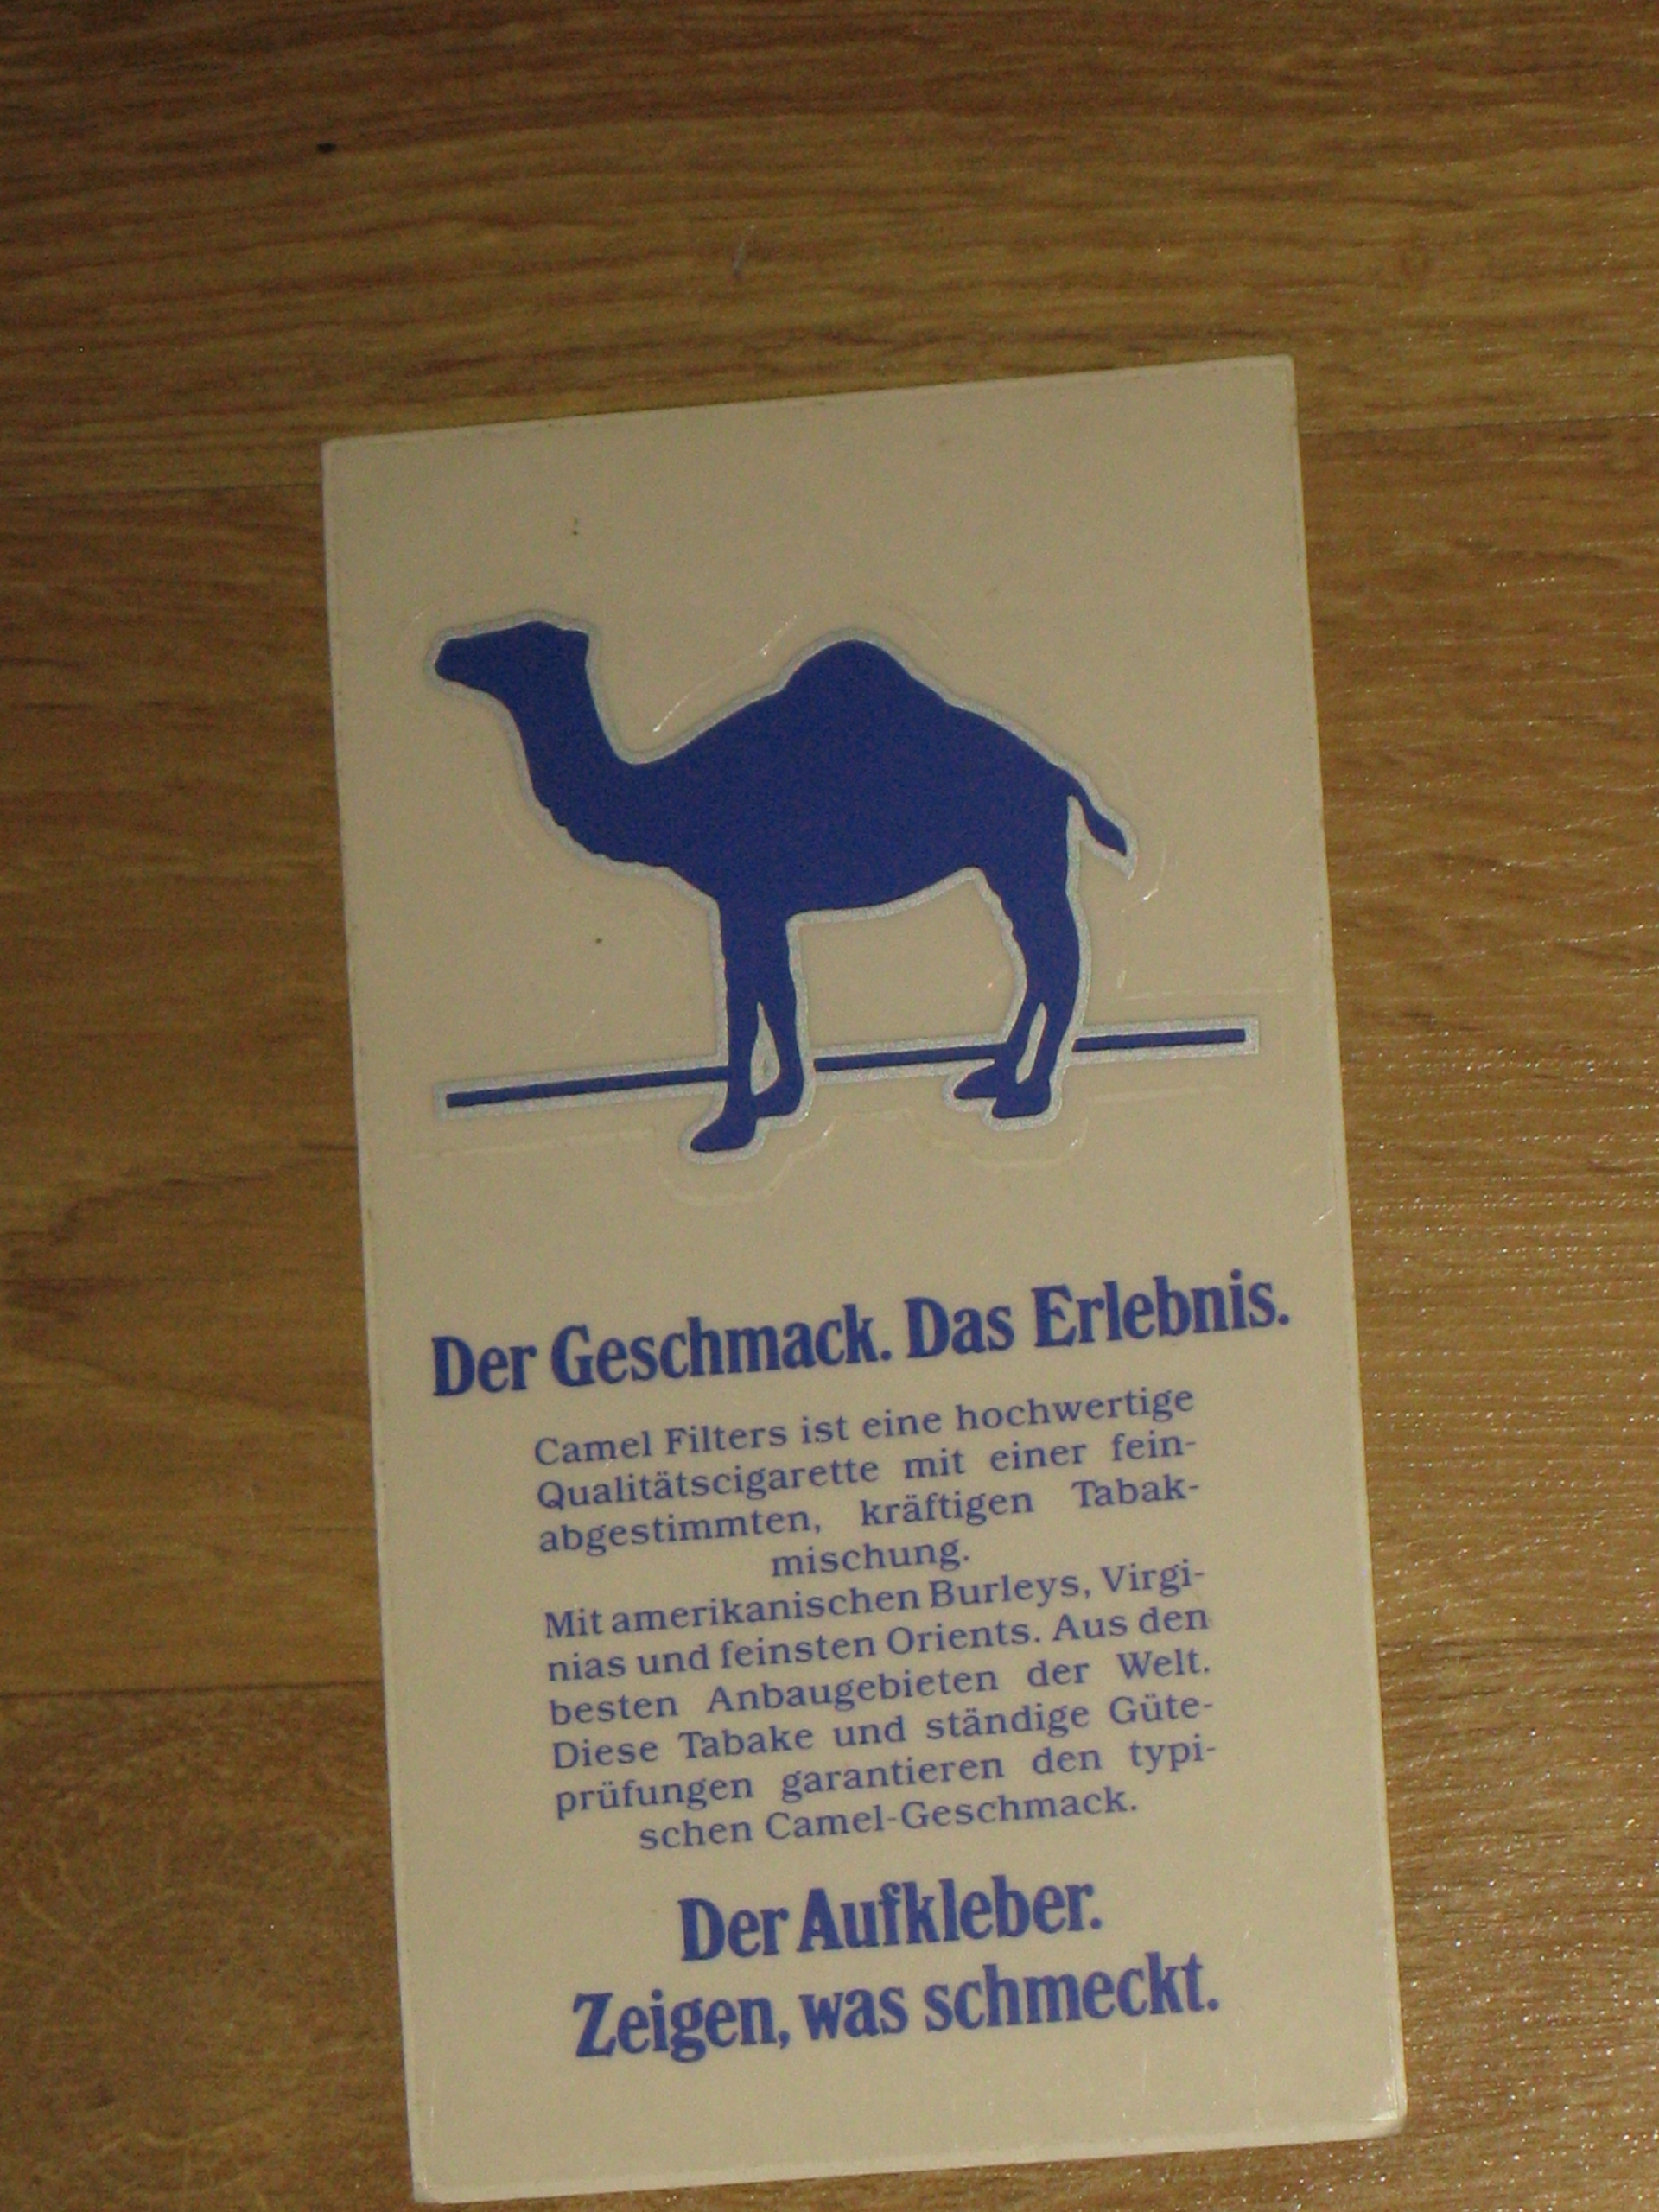 Der Geschmack. Das Erlebnis.
Camel Filters ist eine hochwertige
Qualitätscigarette mit einer fein-
abgestimmten, kräftigen Tabak-
mischung.
Mit amerikanischen Burleys, Virgi-
nias und feinsten Orients. Aus den
besten Anbaugebieten der Welt.
Diese Tabake und ständige Güte-
prüfungen garantieren den typi-
schen Camel-Geschmack.
Der Aufkleber.
Zeigen, was schmeckt.